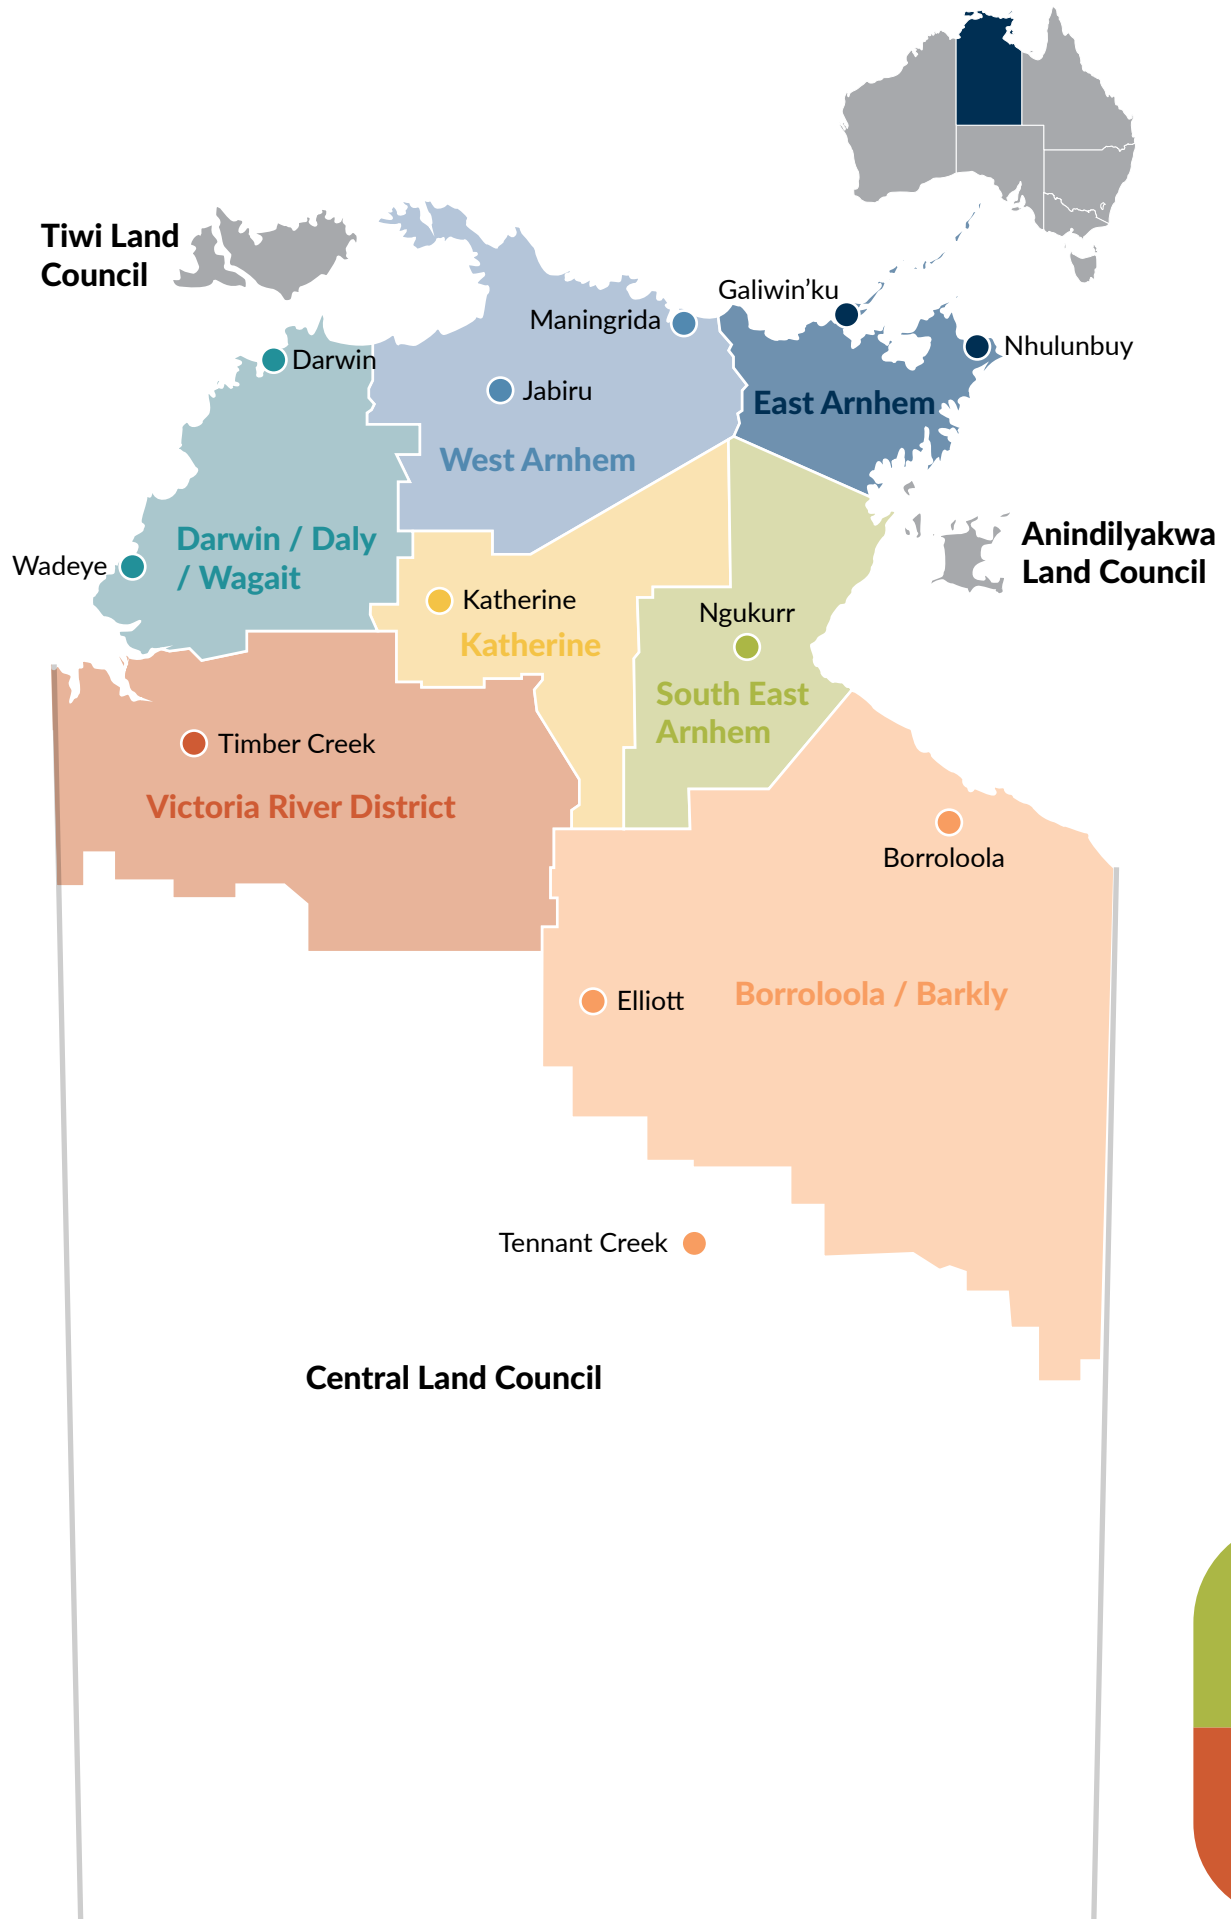 Tiwi Land
Council
Galiwin’ku
Maningrida
Nhulunbuy
Darwin
Jabiru
East Arnhem
West Arnhem
Darwin / Daly
/ Wagait
Anindilyakwa
Land Council
Wadeye
Katherine
Ngukurr
Katherine
South East
Arnhem
Timber Creek
Victoria River District
Borroloola
Elliott
Borroloola / Barkly
Tennant Creek
Central Land Council